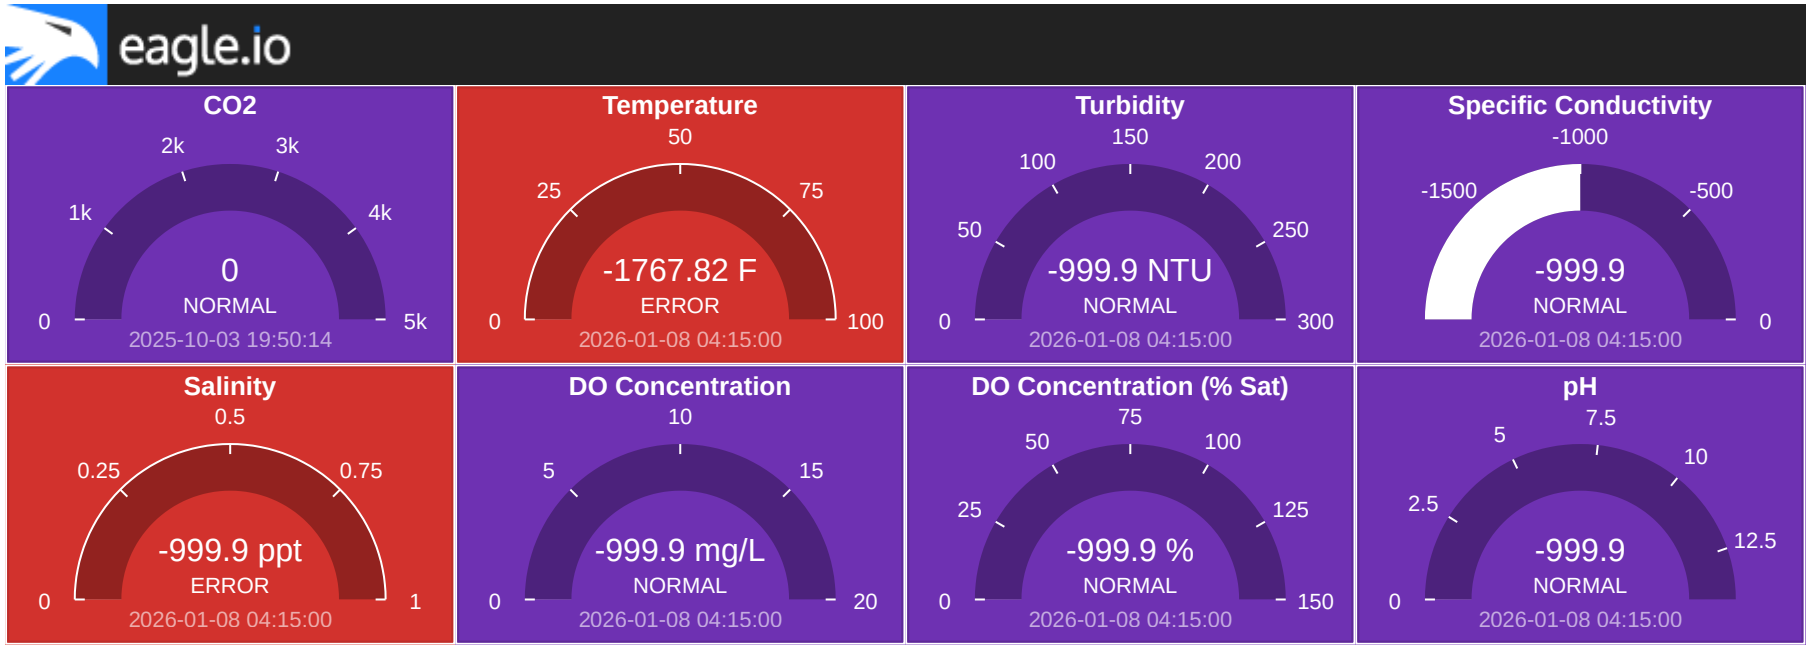 eagle.io
CO2
2k
3k
1k
4k
0
NORMAL
0
5k
2025-10-03 19:50:14
Temperature
50
25
75
-1767.82 F
ERROR
0
100
2026-01-08 04:15:00
Turbidity
150
100
200
50
250
-999.9 NTU
NORMAL
0
300
2026-01-08 04:15:00
Specific Conductivity
-1000
-1500
-500
-999.9
NORMAL
0
2026-01-08 04:15:00
Salinity
0.5
0.25
0.75
-999.9 ppt
ERROR
0
1
2026-01-08 04:15:00
DO Concentration
10
5
15
-999.9 mg/L
NORMAL
0
20
2026-01-08 04:15:00
DO Concentration (% Sat)
75
50
100
25
125
-999.9 %
NORMAL
0
150
2026-01-08 04:15:00
pH
7.5
5
10
2.5
12.5
-999.9
NORMAL
0
2026-01-08 04:15:00